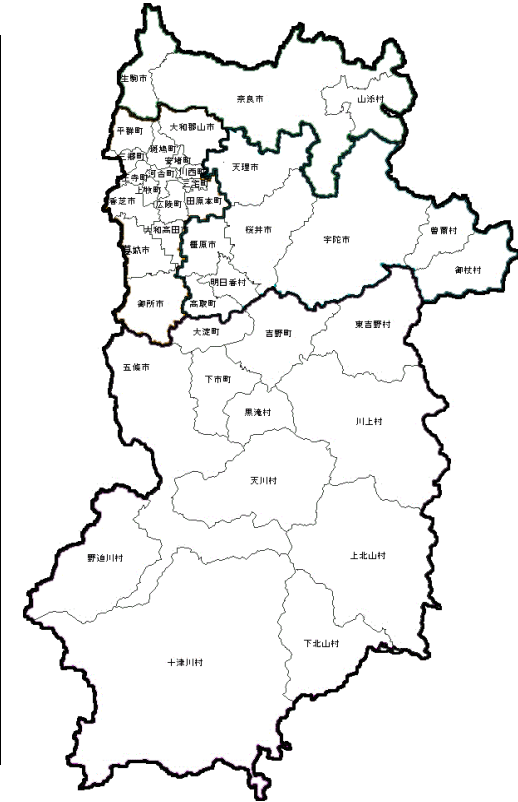 生駒市
奈良市
山添村
平群町
大和郡山市
斑鳩町
三郷町
安堵町
天理市
王寺町
河合町
川西町
三宅町
上牧町
香芝市
広陵町
田原本町
大和高田
葛城市
橿原市
桜井市
宇陀市
曽爾村
御杖村
明日香村
御所市
高取町
大淀町
吉野町
東吉野村
五條市
下市町
黒滝村
川上村
天川村
野迫川村
上北山村
十津川村
下北山村